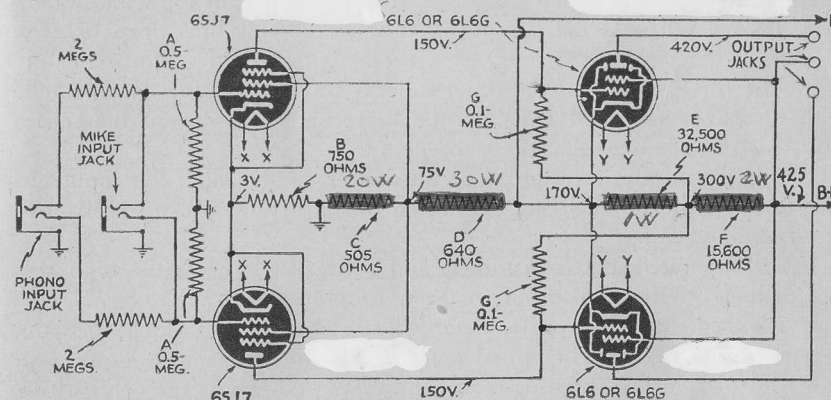 6SJ7
6L6 OR 6L6G
150V.
420V.
OUTPUT
JACKS
2
MEGS.
A
0.5-
MEG
MIKE
INPUT
JACK
G
0.1-
MEG.
B
750
OHMS
E
32,500
OHMS
X X
Y Y
3V.
20W
75V
30W
170V.
1W
300V
2W
425
V.)
B-
C
505
OHMS
D
640
OHMS
F
15,600
OHMS
PHONO
INPUT
JACK
X X
Y Y
G
0.1-
MEG.
2
MEGS.
A
0.5-
MEG.
6SJ7
150V.
6L6 OR 6L6G